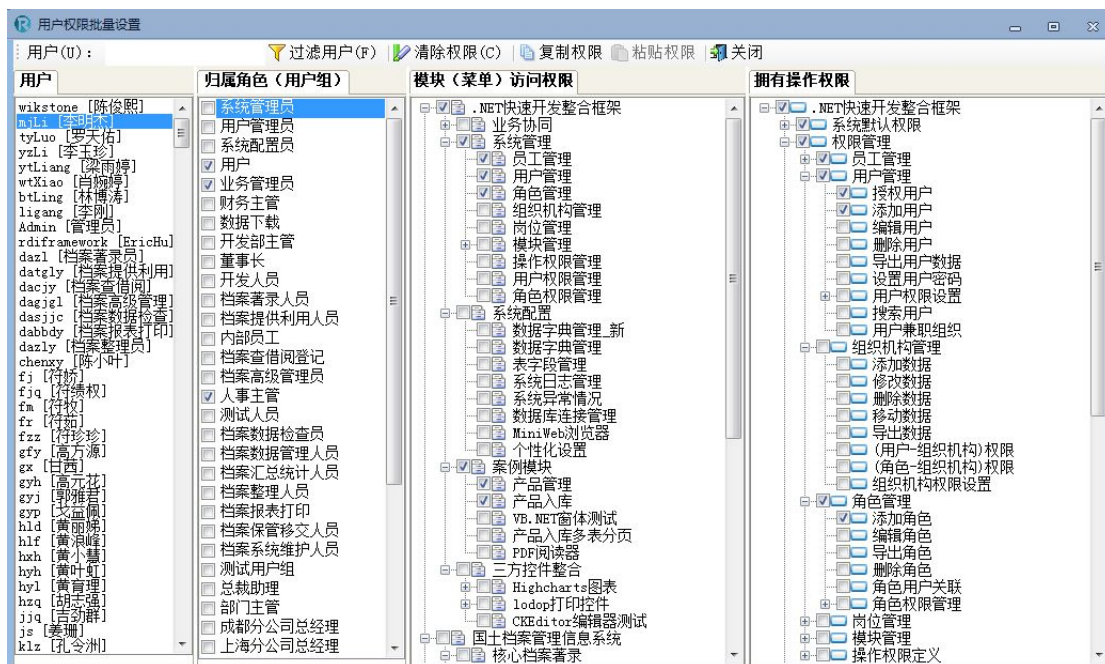 用户权限批量设置
用户(U): 过滤用户(F) 清除权限(C) 复制权限 粘贴权限 关闭
用户
wikstone [陈俊熙]
mjLi [李明杰]
tyLuo [罗天佑]
yzLi [李玉珍]
ytLiang [梁雨婷]
wtXiao [肖婉婷]
btLing [林博涛]
ligang [李刚]
Admin [管理员]
rdiframework [EricHu]
dazl [档案著录员]
datgly [档案提供利用]
dacjy [档案查借阅]
dagjgl [档案高级管理]
dasjjc [档案数据检查]
dabbdy [档案报表打印]
dazly [档案整理员]
chenxy [陈小叶]
fj [符娇]
fjq [符绩权]
fm [符牧]
fr [符茹]
fzz [符珍珍]
gfy [高方源]
gx [甘茜]
gyh [高元花]
gyj [郭雅君]
gyp [戈益佩]
hld [黄丽娣]
hlf [黄浪峰]
hxh [黄小慧]
hyh [黄叶虹]
hyl [黄育理]
hzq [胡志强]
jjq [吉劲群]
js [姜珊]
klz [孔令洲]
归属角色（用户组）
系统管理员
用户管理员
系统配置员
用户
业务管理员
财务主管
数据下载
开发部主管
董事长
开发人员
档案著录人员
档案提供利用人员
内部员工
档案查借阅登记
档案高级管理员
人事主管
测试人员
档案数据检查员
档案数据管理人员
档案汇总统计人员
档案整理人员
档案报表打印
档案保管移交人员
档案系统维护人员
测试用户组
总裁助理
部门主管
成都分公司总经理
上海分公司总经理
模块（菜单）访问权限
.NET快速开发整合框架
业务协同
系统管理
员工管理
用户管理
角色管理
组织机构管理
岗位管理
模块管理
操作权限管理
用户权限管理
角色权限管理
系统配置
数据字典管理_新
数据字典管理
表字段管理
系统日志管理
系统异常情况
数据库连接管理
MiniWeb浏览器
个性化设置
案例模块
产品管理
产品入库
VB.NET窗体测试
产品入库多表分页
PDF阅读器
三方控件整合
Highcharts图表
lodop打印控件
CKEditor编辑器测试
国土档案管理信息系统
核心档案著录
拥有操作权限
.NET快速开发整合框架
系统默认权限
权限管理
员工管理
用户管理
授权用户
添加用户
编辑用户
删除用户
导出用户数据
设置用户密码
用户权限设置
搜索用户
用户兼职组织
组织机构管理
添加数据
修改数据
删除数据
移动数据
导出数据
(用户-组织机构)权限
(角色-组织机构)权限
组织机构权限设置
角色管理
添加角色
编辑角色
导出角色
删除角色
角色用户关联
角色权限管理
岗位管理
模块管理
操作权限定义